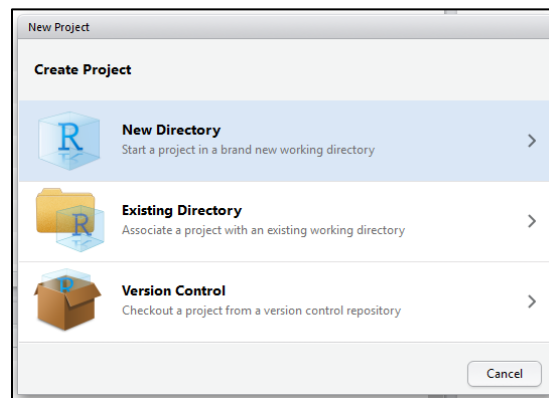 New Project
Create Project
New Directory
Start a project in a brand new working directory
Existing Directory
Associate a project with an existing working directory
Version Control
Checkout a project from a version control repository
Cancel